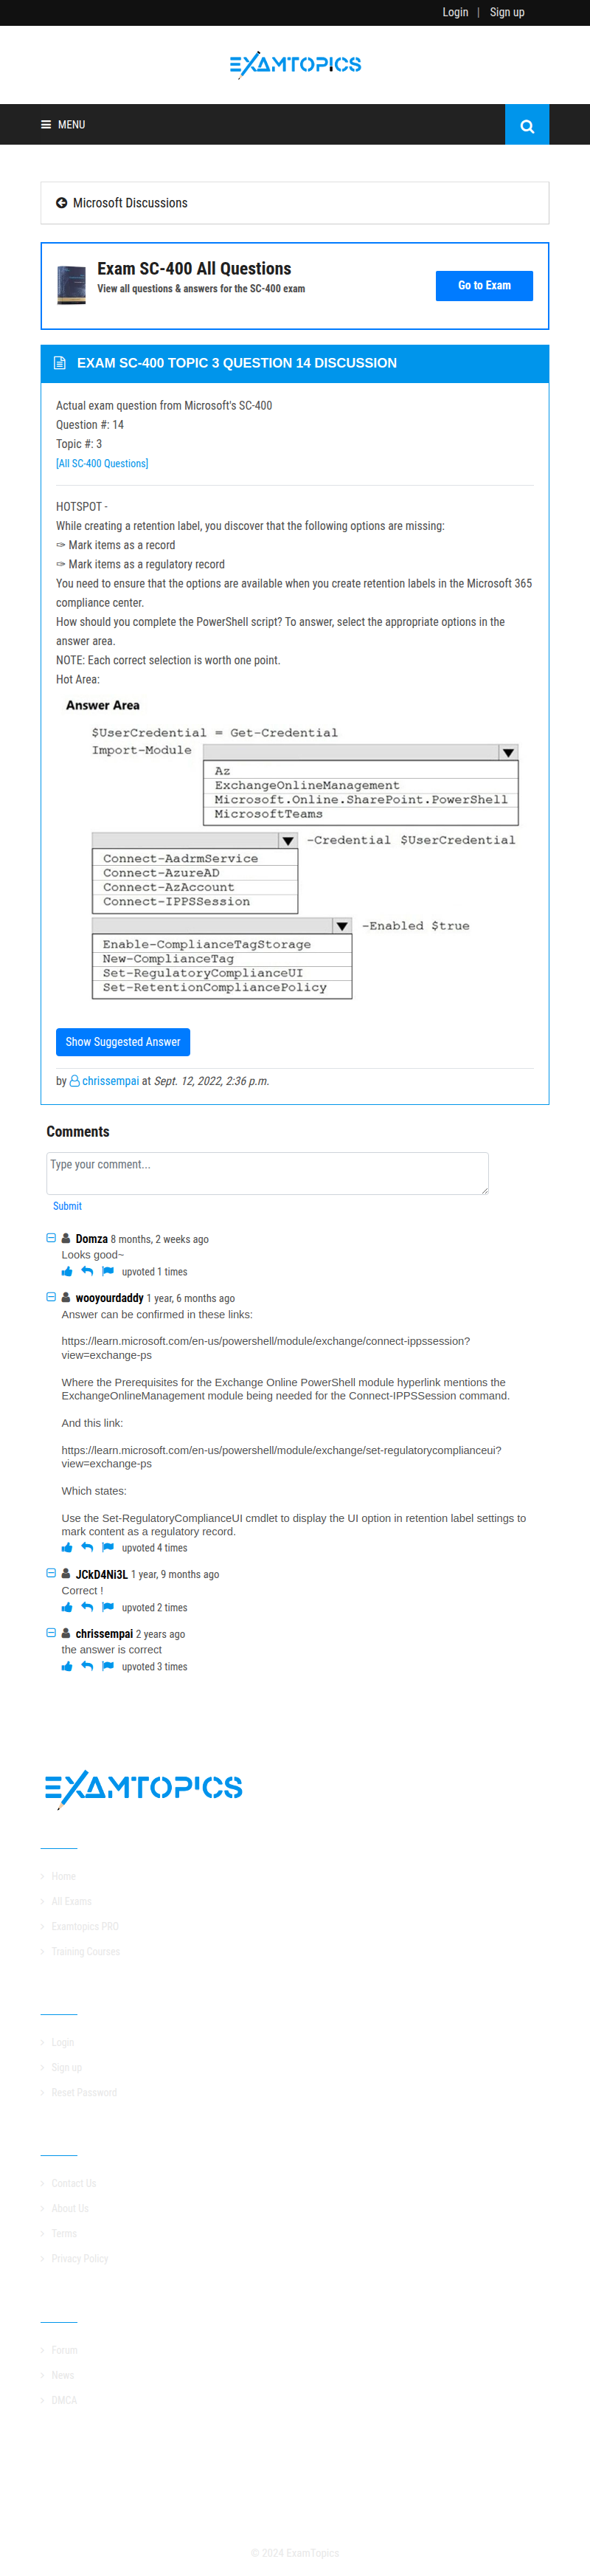 Login | Sign up
EXAMTOPICS
MENU
Microsoft Discussions
Exam SC-400 All Questions
View all questions & answers for the SC-400 exam
Go to Exam
EXAM SC-400 TOPIC 3 QUESTION 14 DISCUSSION
Actual exam question from Microsoft's SC-400
Question #: 14
Topic #: 3
[All SC-400 Questions]
HOTSPOT -
While creating a retention label, you discover that the following options are missing:
✑ Mark items as a record
✑ Mark items as a regulatory record
You need to ensure that the options are available when you create retention labels in the Microsoft 365
compliance center.
How should you complete the PowerShell script? To answer, select the appropriate options in the
answer area.
NOTE: Each correct selection is worth one point.
Hot Area:
Answer Area
$UserCredential = Get-Credential
Import-Module
Az
ExchangeOnlineManagement
Microsoft.Online.SharePoint.PowerShell
MicrosoftTeams
-Credential $UserCredential
Connect-AadrmService
Connect-AzureAD
Connect-AzAccount
Connect-IPPSSession
-Enabled $true
Enable-ComplianceTagStorage
New-ComplianceTag
Set-RegulatoryComplianceUI
Set-RetentionCompliancePolicy
Show Suggested Answer
by chrissempai at Sept. 12, 2022, 2:36 p.m.
Comments
Type your comment...
Submit
Domza 8 months, 2 weeks ago
Looks good~
upvoted 1 times
wooyourdaddy 1 year, 6 months ago
Answer can be confirmed in these links:
https://learn.microsoft.com/en-us/powershell/module/exchange/connect-ippssession?
view=exchange-ps
Where the Prerequisites for the Exchange Online PowerShell module hyperlink mentions the
ExchangeOnlineManagement module being needed for the Connect-IPPSSession command.
And this link:
https://learn.microsoft.com/en-us/powershell/module/exchange/set-regulatorycomplianceui?
view=exchange-ps
Which states:
Use the Set-RegulatoryComplianceUI cmdlet to display the UI option in retention label settings to
mark content as a regulatory record.
upvoted 4 times
JCkD4Ni3L 1 year, 9 months ago
Correct !
upvoted 2 times
chrissempai 2 years ago
the answer is correct
upvoted 3 times
EXAMTOPICS
Home
All Exams
Examtopics PRO
Training Courses
Login
Sign up
Reset Password
Contact Us
About Us
Terms
Privacy Policy
Forum
News
DMCA
© 2024 ExamTopics